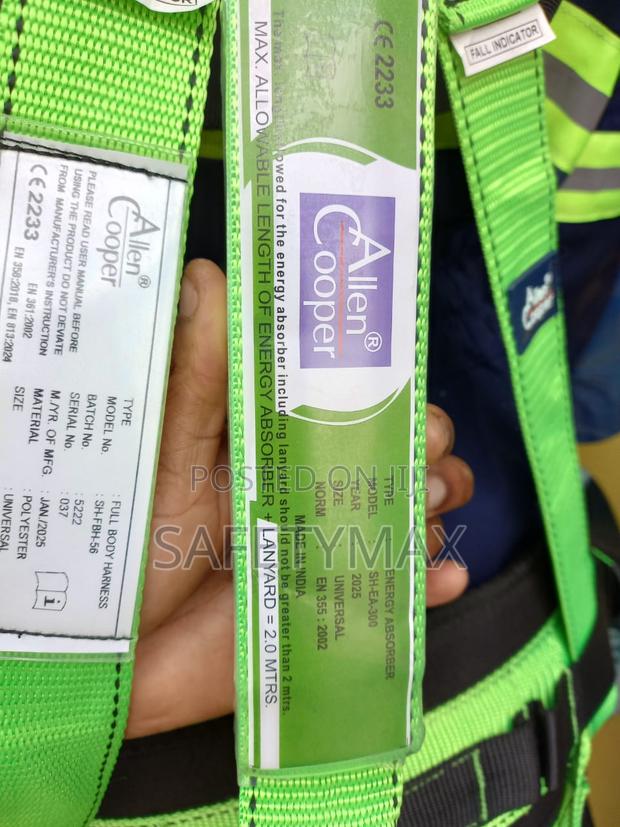 Allen®
Cooper
PLEASE READ USER MANUAL BEFORE
USING THE PRODUCT DO NOT DEVIATE
FROM MANUFACTURER'S INSTRUCTION
CE 2233
EN 361:2002
EN 358:2018, EN 813:2024
TYPE : FULL BODY HARNESS
MODEL No. : SH-FBH-56
BATCH No. : 5222
SERIAL No. : 037
M./YR. OF MFG. : JAN./2025
MATERIAL : POLYESTER
SIZE : UNIVERSAL
CE 2233
Allen®
Cooper
TYPE : ENERGY ABSORBER
MODEL : SH-EA-300
YEAR : 2025
SIZE : UNIVERSAL
NORM : EN 355 : 2002
MADE IN INDIA
allowed for the energy absorber including lanyard should not be greater than 2 mtrs.
MAX. ALLOWABLE LENGTH OF ENERGY ABSORBER + LANYARD = 2.0 MTRS.
FALL INDICATOR
Allen
Cooper
POSTED ON JIJI
SAFETYMAX